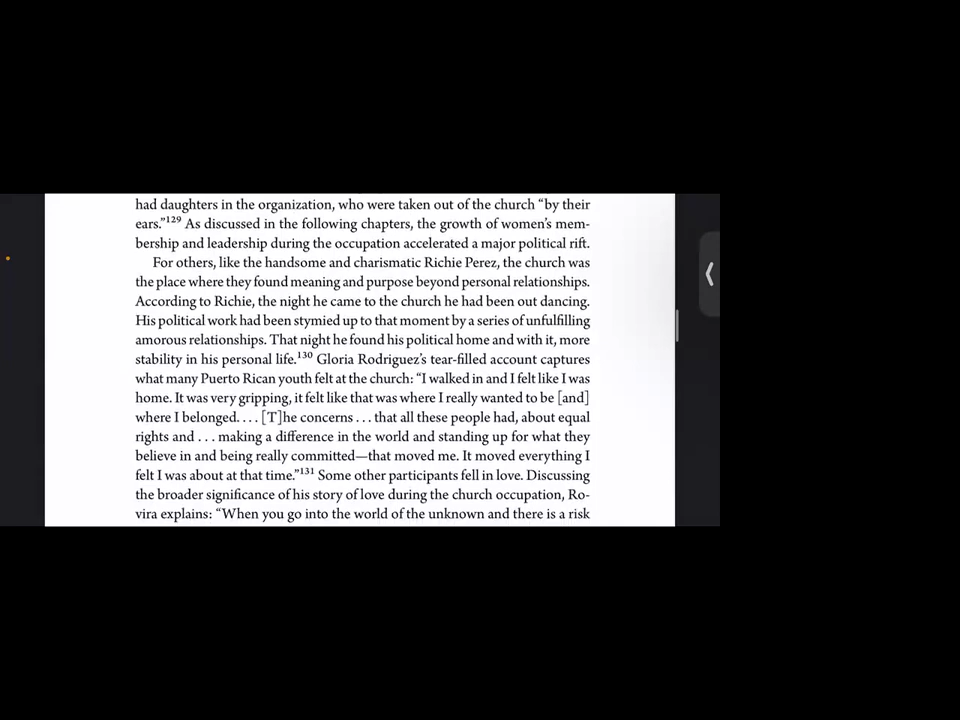 had daughters in the organization, who were taken out of the church “by their
ears.”¹²⁹ As discussed in the following chapters, the growth of women’s mem-
bership and leadership during the occupation accelerated a major political rift.
For others, like the handsome and charismatic Richie Perez, the church was
the place where they found meaning and purpose beyond personal relationships.
According to Richie, the night he came to the church he had been out dancing.
His political work had been stymied up to that moment by a series of unfulfilling
amorous relationships. That night he found his political home and with it, more
stability in his personal life.¹³⁰ Gloria Rodriguez’s tear-filled account captures
what many Puerto Rican youth felt at the church: “I walked in and I felt like I was
home. It was very gripping, it felt like that was where I really wanted to be [and]
where I belonged. . . . [T]he concerns . . . that all these people had, about equal
rights and . . . making a difference in the world and standing up for what they
believe in and being really committed—that moved me. It moved everything I
felt I was about at that time.”¹³¹ Some other participants fell in love. Discussing
the broader significance of his story of love during the church occupation, Ro-
vira explains: “When you go into the world of the unknown and there is a risk